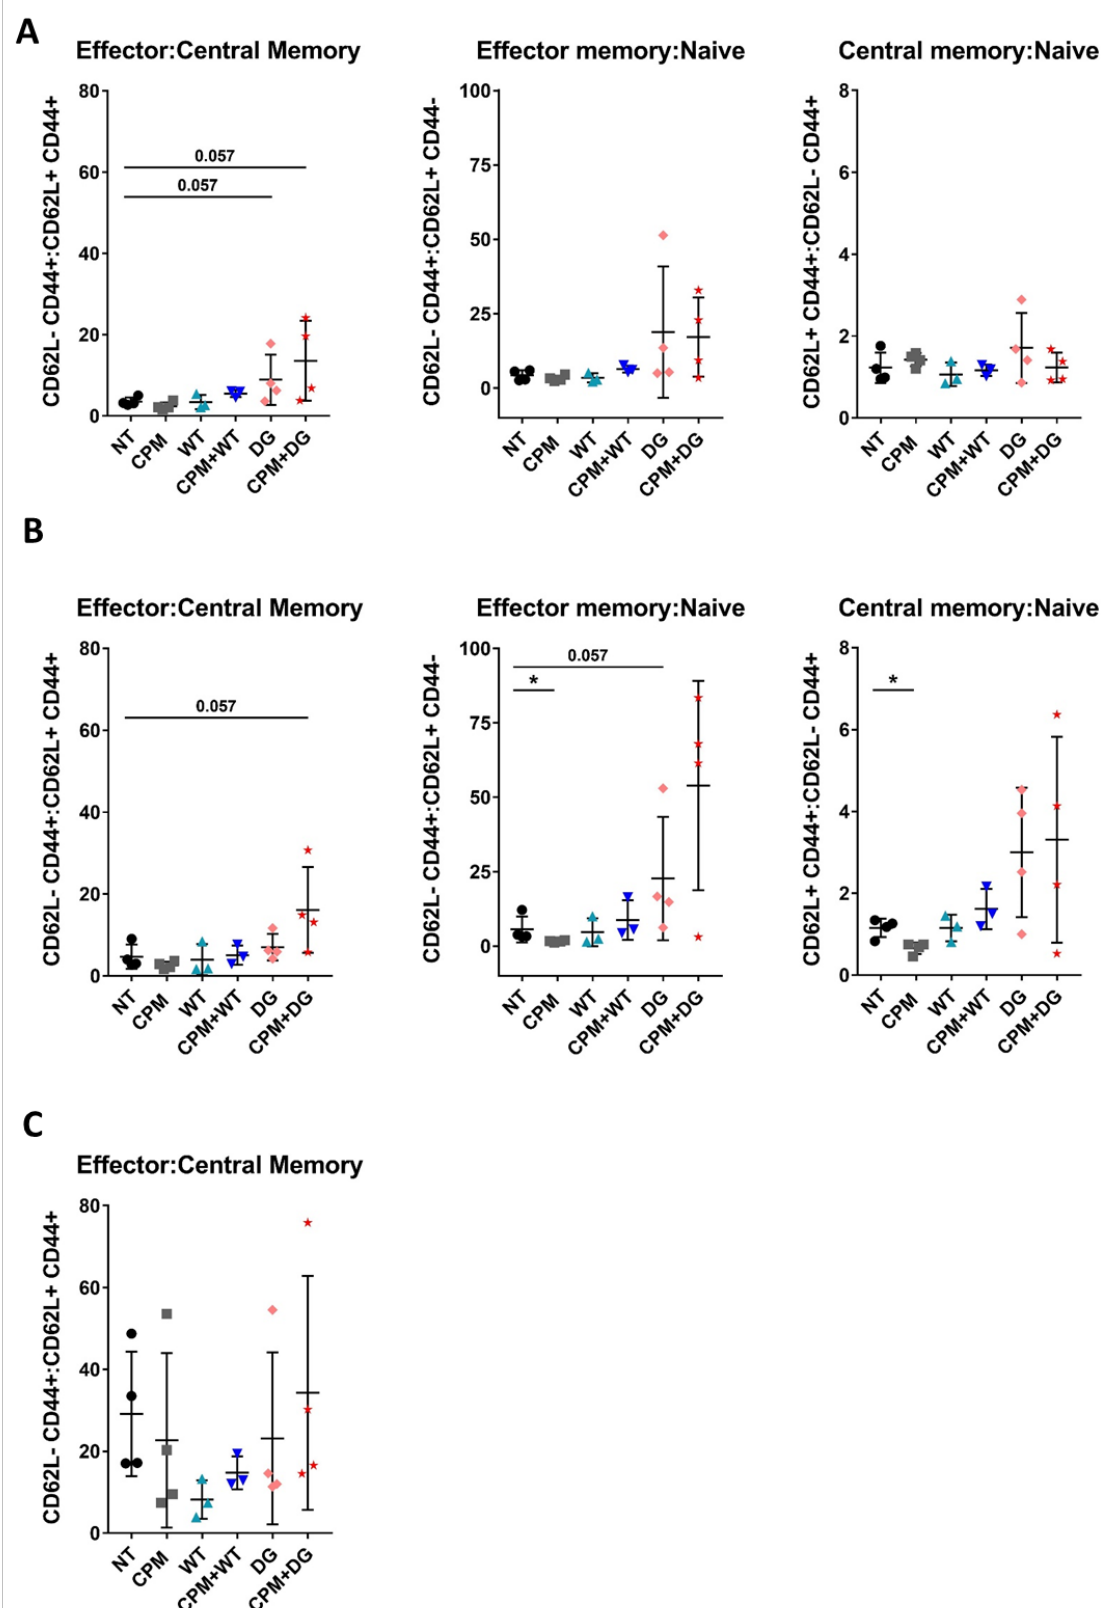 A
Effector:Central Memory
Effector memory:Naive
Central memory:Naive
CD62L- CD44+:CD62L+ CD44+
80
60
40
20
0
0.057
0.057
NT
CPM
WT
CPM+WT
DG
CPM+DG
CD62L- CD44+:CD62L+ CD44-
100
75
50
25
0
NT
CPM
WT
CPM+WT
DG
CPM+DG
CD62L+ CD44+:CD62L- CD44+
8
6
4
2
0
NT
CPM
WT
CPM+WT
DG
CPM+DG
B
Effector:Central Memory
Effector memory:Naive
Central memory:Naive
CD62L- CD44+:CD62L+ CD44+
80
60
40
20
0
0.057
NT
CPM
WT
CPM+WT
DG
CPM+DG
CD62L- CD44+:CD62L+ CD44-
100
75
50
25
0
0.057
*
NT
CPM
WT
CPM+WT
DG
CPM+DG
CD62L+ CD44+:CD62L- CD44+
8
6
4
2
0
*
NT
CPM
WT
CPM+WT
DG
CPM+DG
C
Effector:Central Memory
CD62L- CD44+:CD62L+ CD44+
80
60
40
20
0
NT
CPM
WT
CPM+WT
DG
CPM+DG